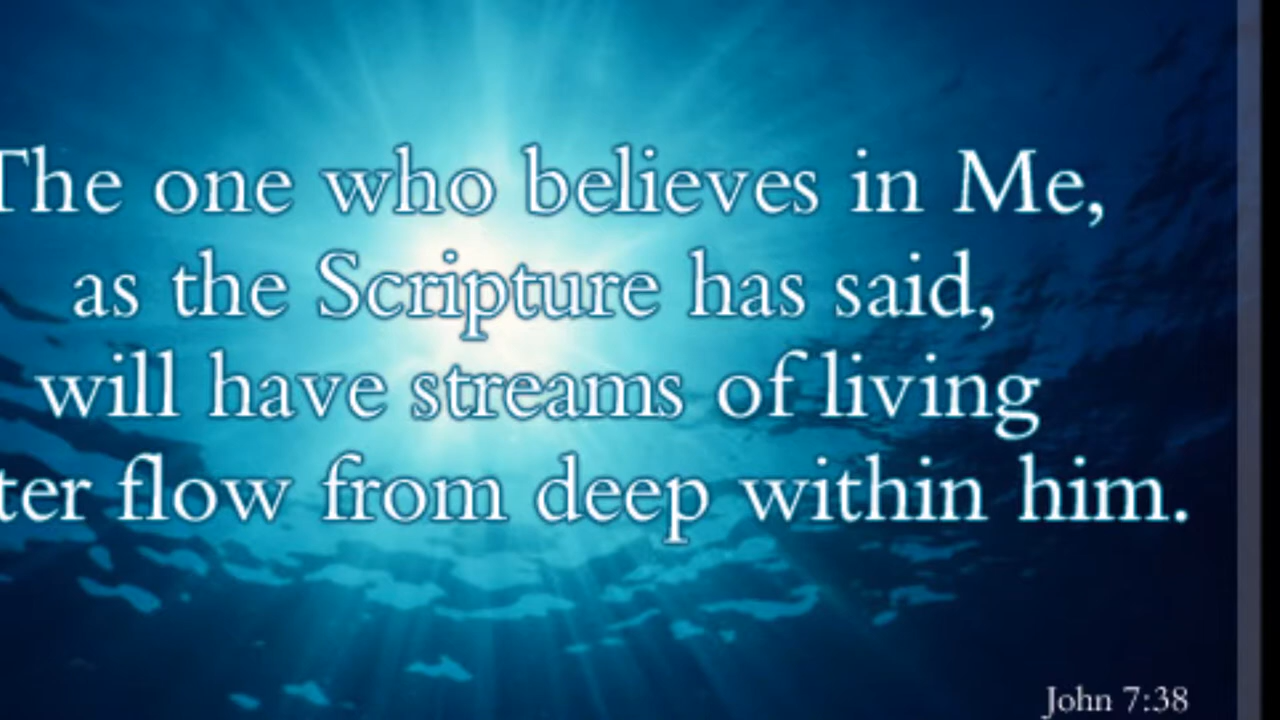 The one who believes in Me,
as the Scripture has said,
will have streams of living
ter flow from deep within him.
John 7:38